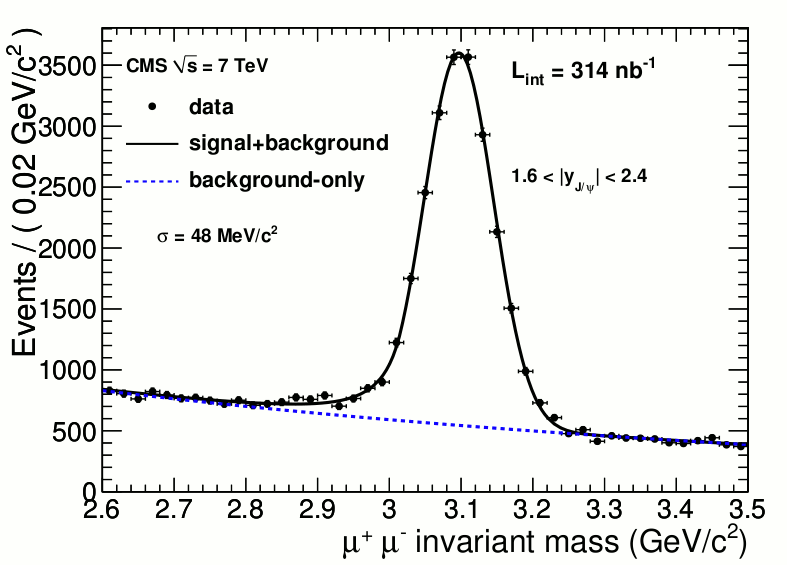 CMS √s = 7 TeV
L_int = 314 nb⁻¹
data
signal+background
background-only
1.6 < |y_J/ψ| < 2.4
σ = 48 MeV/c²
Events / ( 0.02 GeV/c² )
3500
3000
2500
2000
1500
1000
500
0
2.6 2.7 2.8 2.9 3 3.1 3.2 3.3 3.4 3.5
μ⁺ μ⁻ invariant mass (GeV/c²)